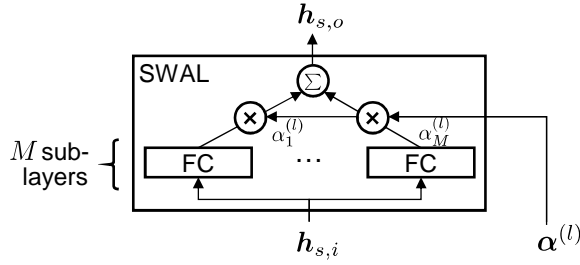 h_{s,o}
SWAL
Σ
× ×
α_1^{(l)} α_M^{(l)}
M sub-
layers
FC ... FC
h_{s,i}
α^{(l)}